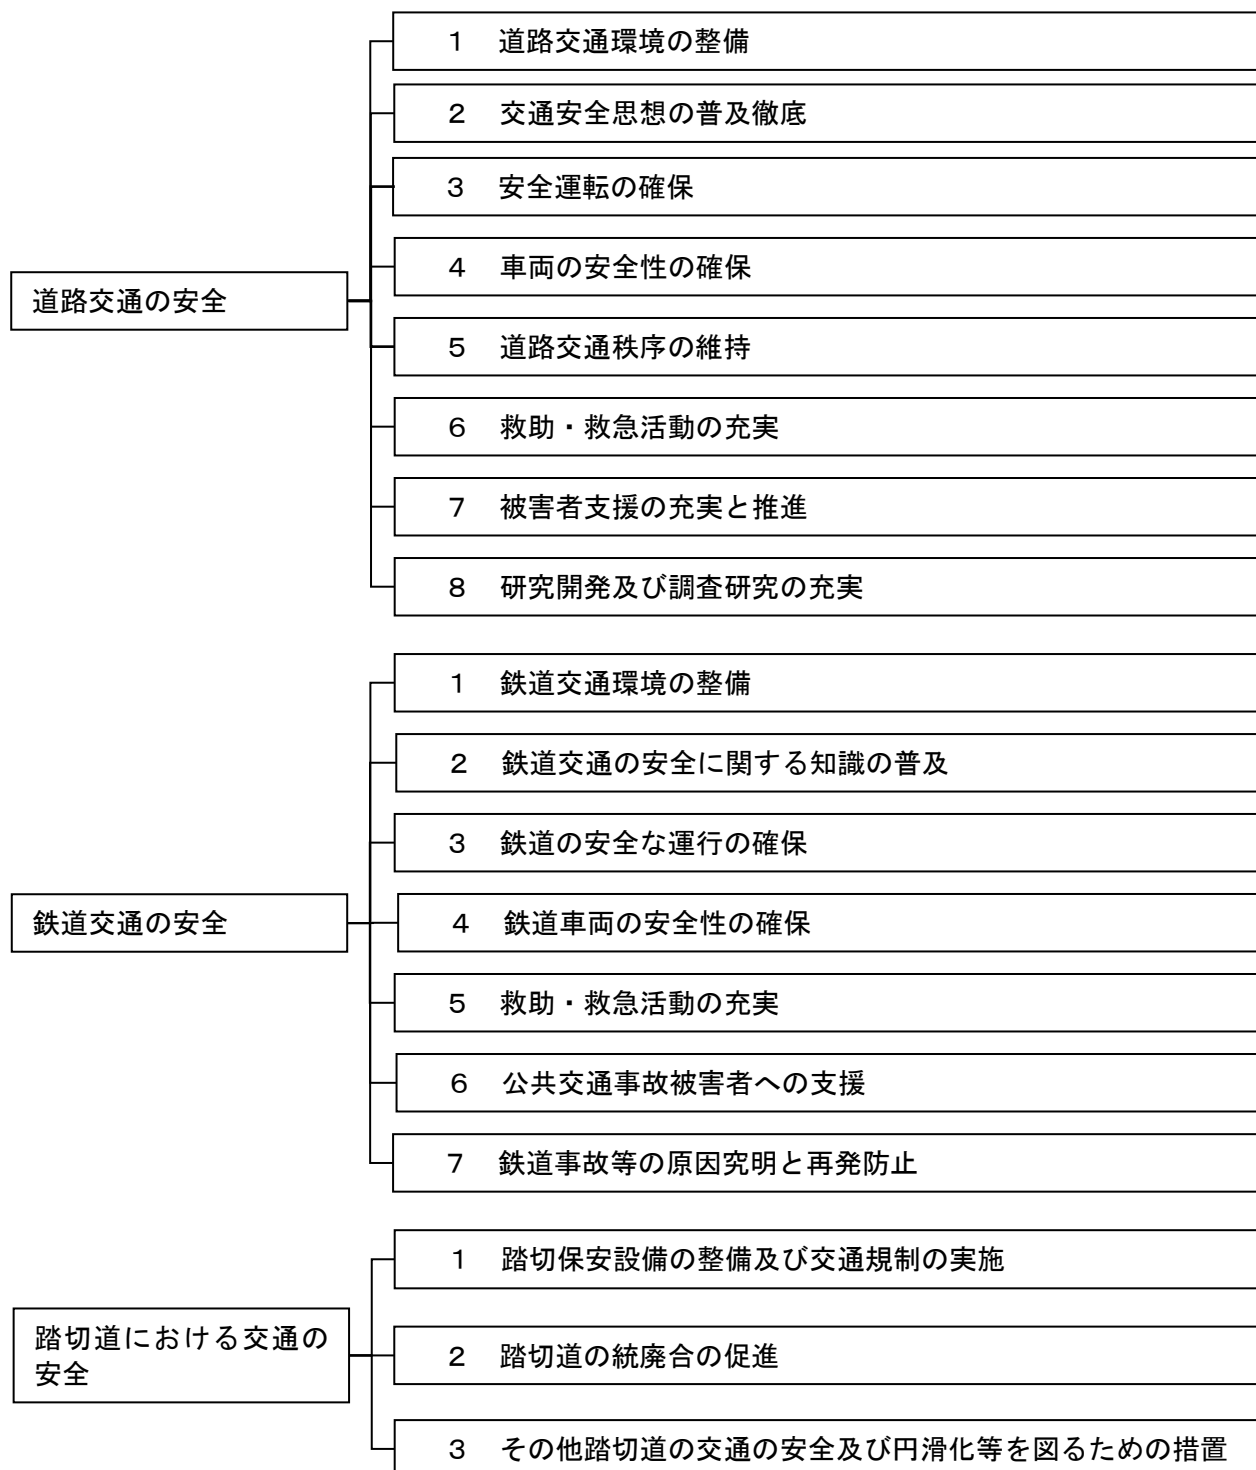 道路交通の安全
1 道路交通環境の整備
2 交通安全思想の普及徹底
3 安全運転の確保
4 車両の安全性の確保
5 道路交通秩序の維持
6 救助・救急活動の充実
7 被害者支援の充実と推進
8 研究開発及び調査研究の充実
鉄道交通の安全
1 鉄道交通環境の整備
2 鉄道交通の安全に関する知識の普及
3 鉄道の安全な運行の確保
4 鉄道車両の安全性の確保
5 救助・救急活動の充実
6 公共交通事故被害者への支援
7 鉄道事故等の原因究明と再発防止
踏切道における交通の
安全
1 踏切保安設備の整備及び交通規制の実施
2 踏切道の統廃合の促進
3 その他踏切道の交通の安全及び円滑化等を図るための措置